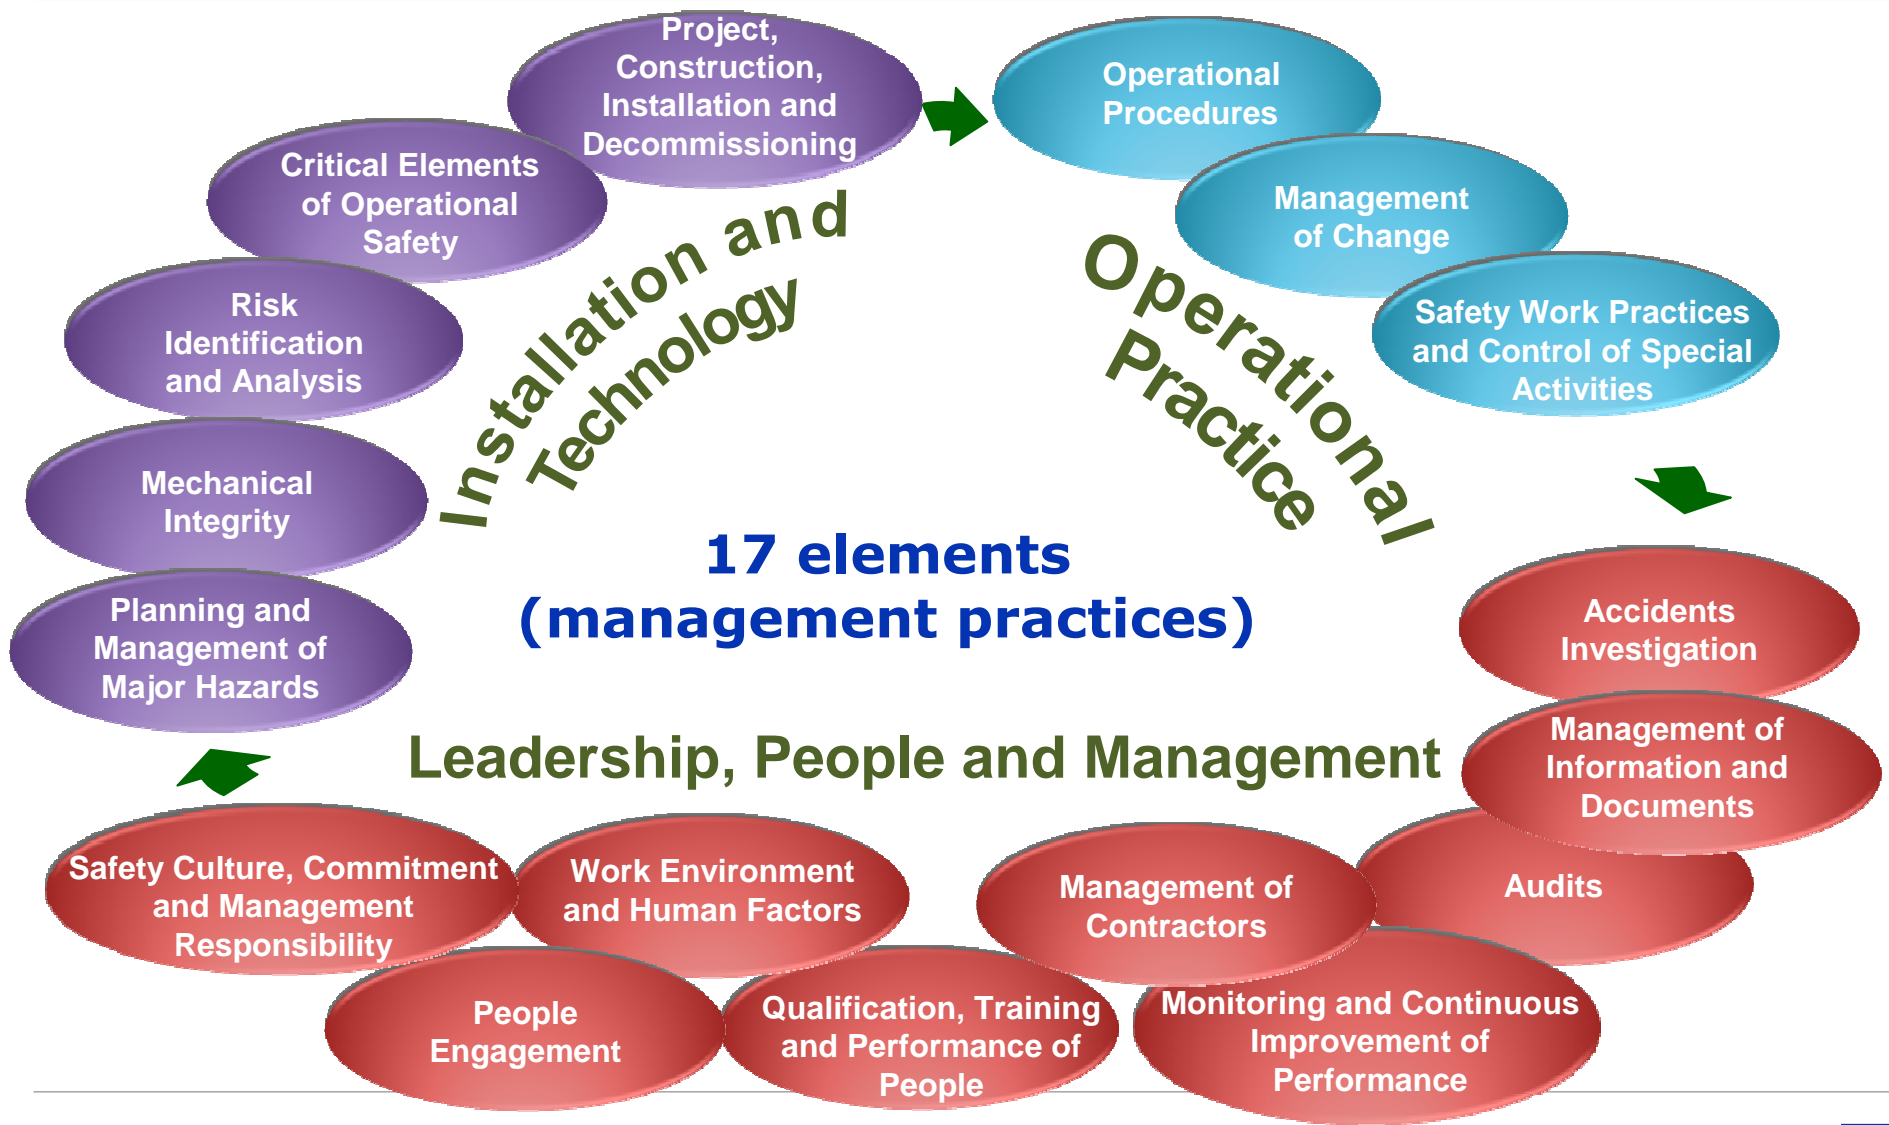 Project,
Construction,
Installation and
Decommissioning
Operational
Procedures
Critical Elements
of Operational
Safety
Management
of Change
Risk
Identification
and Analysis
Safety Work Practices
and Control of Special
Activities
Installation and
Technology
Operational
Practice
Mechanical
Integrity
17 elements
(management practices)
Planning and
Management of
Major Hazards
Accidents
Investigation
Leadership, People and Management
Management of
Information and
Documents
Safety Culture, Commitment
and Management
Responsibility
Work Environment
and Human Factors
Management of
Contractors
Audits
People
Engagement
Qualification, Training
and Performance of
People
Monitoring and Continuous
Improvement of
Performance